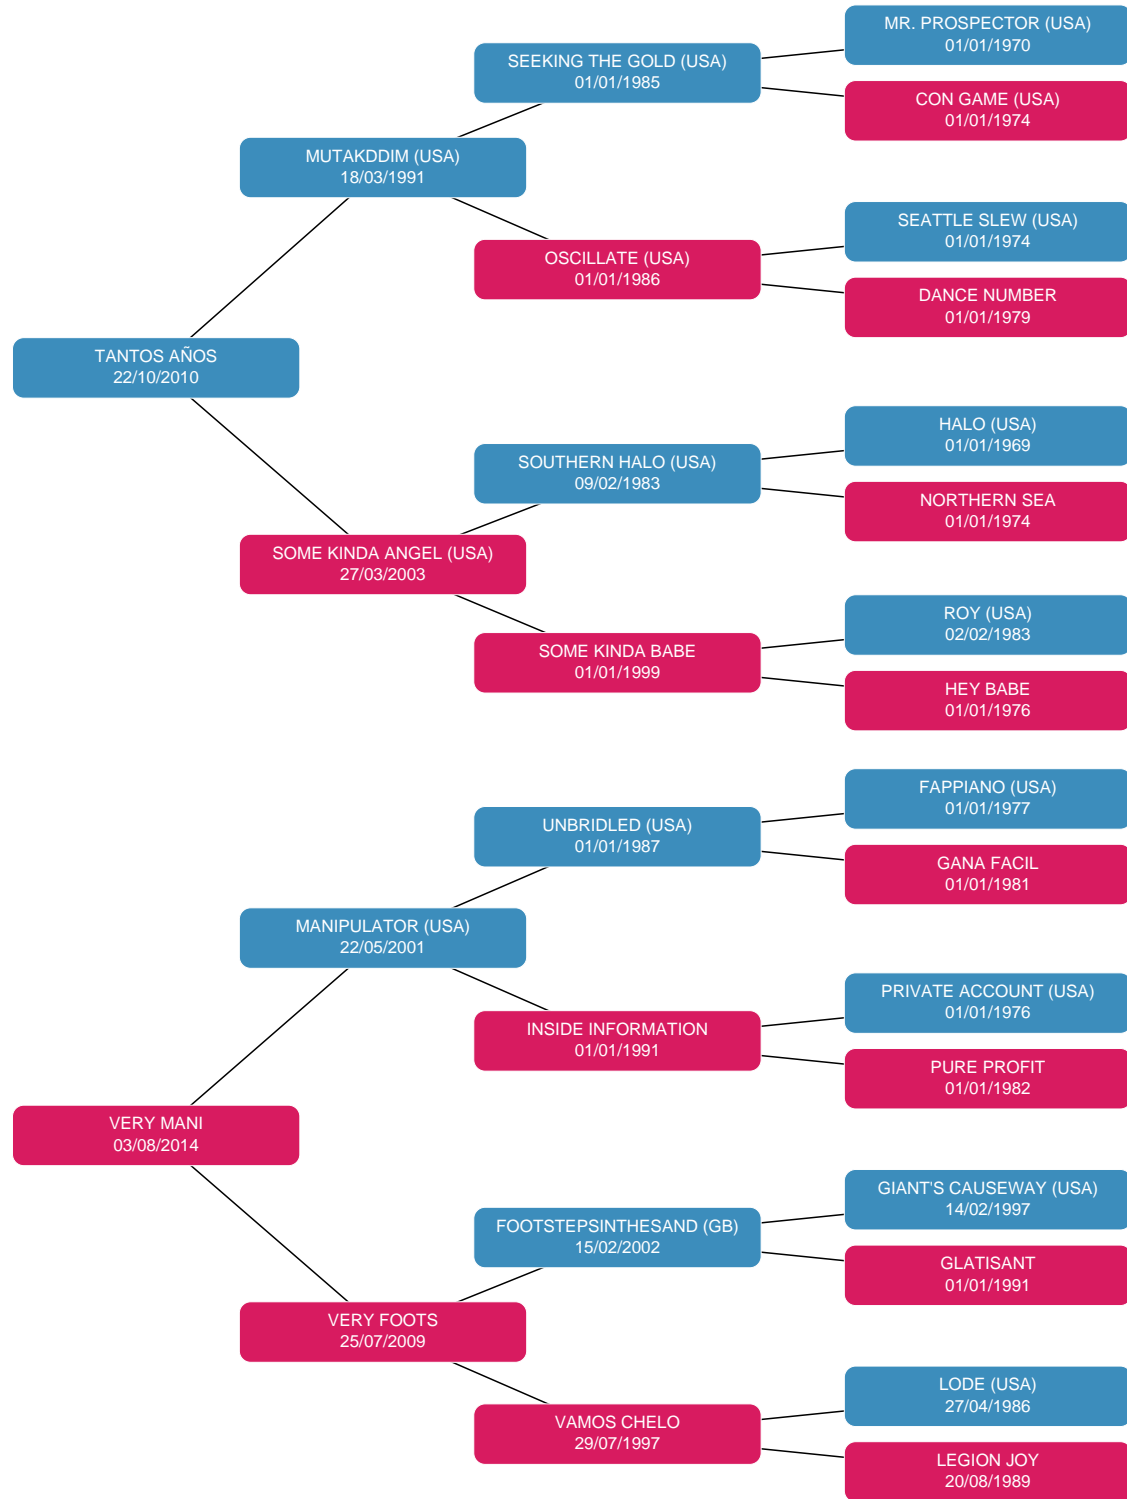 MR. PROSPECTOR (USA)
01/01/1970
SEEKING THE GOLD (USA)
01/01/1985
CON GAME (USA)
01/01/1974
MUTAKDDIM (USA)
18/03/1991
SEATTLE SLEW (USA)
01/01/1974
OSCILLATE (USA)
01/01/1986
DANCE NUMBER
01/01/1979
TANTOS AÑOS
22/10/2010
HALO (USA)
01/01/1969
SOUTHERN HALO (USA)
09/02/1983
NORTHERN SEA
01/01/1974
SOME KINDA ANGEL (USA)
27/03/2003
ROY (USA)
02/02/1983
SOME KINDA BABE
01/01/1999
HEY BABE
01/01/1976
FAPPIANO (USA)
01/01/1977
UNBRIDLED (USA)
01/01/1987
GANA FACIL
01/01/1981
MANIPULATOR (USA)
22/05/2001
PRIVATE ACCOUNT (USA)
01/01/1976
INSIDE INFORMATION
01/01/1991
PURE PROFIT
01/01/1982
VERY MANI
03/08/2014
GIANT'S CAUSEWAY (USA)
14/02/1997
FOOTSTEPSINTHESAND (GB)
15/02/2002
GLATISANT
01/01/1991
VERY FOOTS
25/07/2009
LODE (USA)
27/04/1986
VAMOS CHELO
29/07/1997
LEGION JOY
20/08/1989